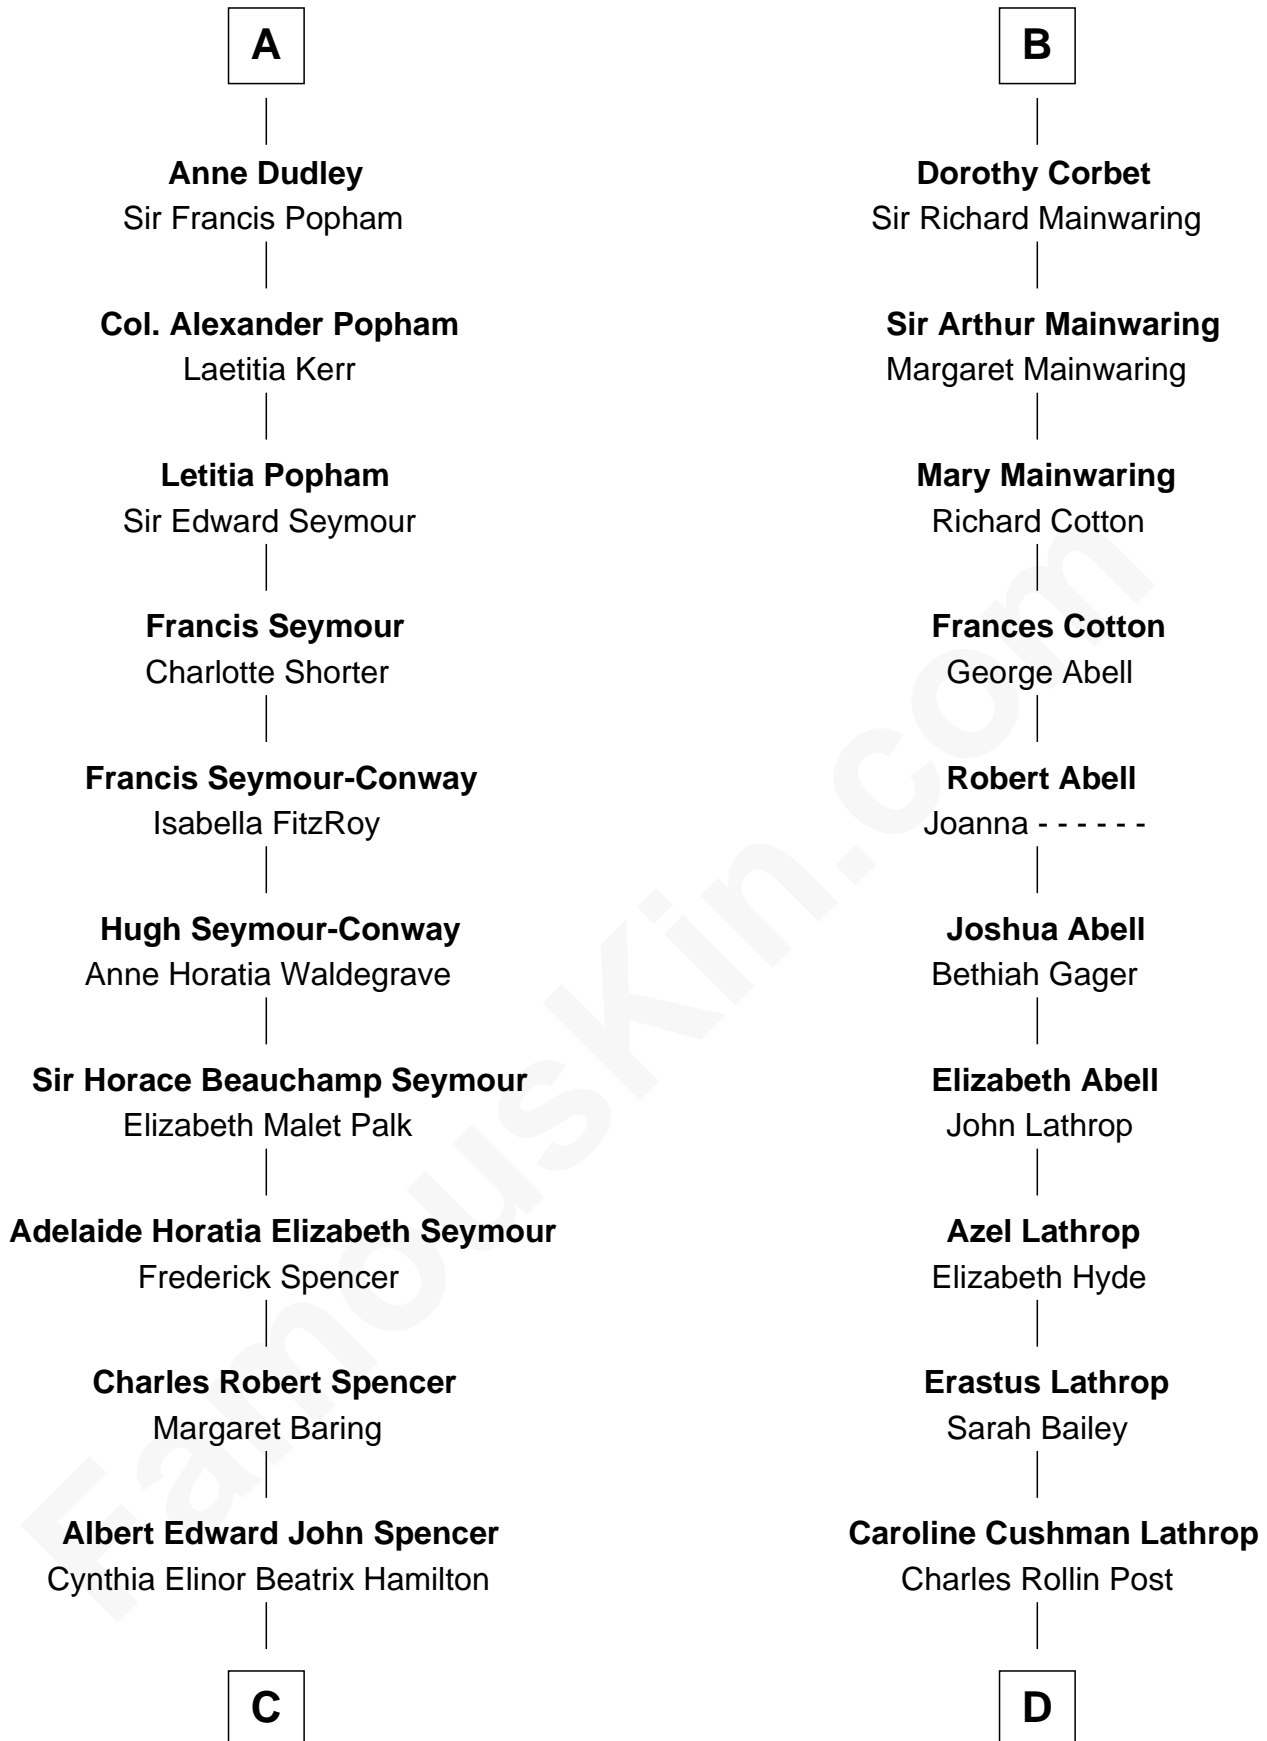 A
Anne Dudley
Sir Francis Popham
Col. Alexander Popham
Laetitia Kerr
Letitia Popham
Sir Edward Seymour
Francis Seymour
Charlotte Shorter
Francis Seymour-Conway
Isabella FitzRoy
Hugh Seymour-Conway
Anne Horatia Waldegrave
Sir Horace Beauchamp Seymour
Elizabeth Malet Palk
Adelaide Horatia Elizabeth Seymour
Frederick Spencer
Charles Robert Spencer
Margaret Baring
Albert Edward John Spencer
Cynthia Elinor Beatrix Hamilton
C
B
Dorothy Corbet
Sir Richard Mainwaring
Sir Arthur Mainwaring
Margaret Mainwaring
Mary Mainwaring
Richard Cotton
Frances Cotton
George Abell
Robert Abell
Joanna - - - - - -
Joshua Abell
Bethiah Gager
Elizabeth Abell
John Lathrop
Azel Lathrop
Elizabeth Hyde
Erastus Lathrop
Sarah Bailey
Caroline Cushman Lathrop
Charles Rollin Post
D
FamousKin.com